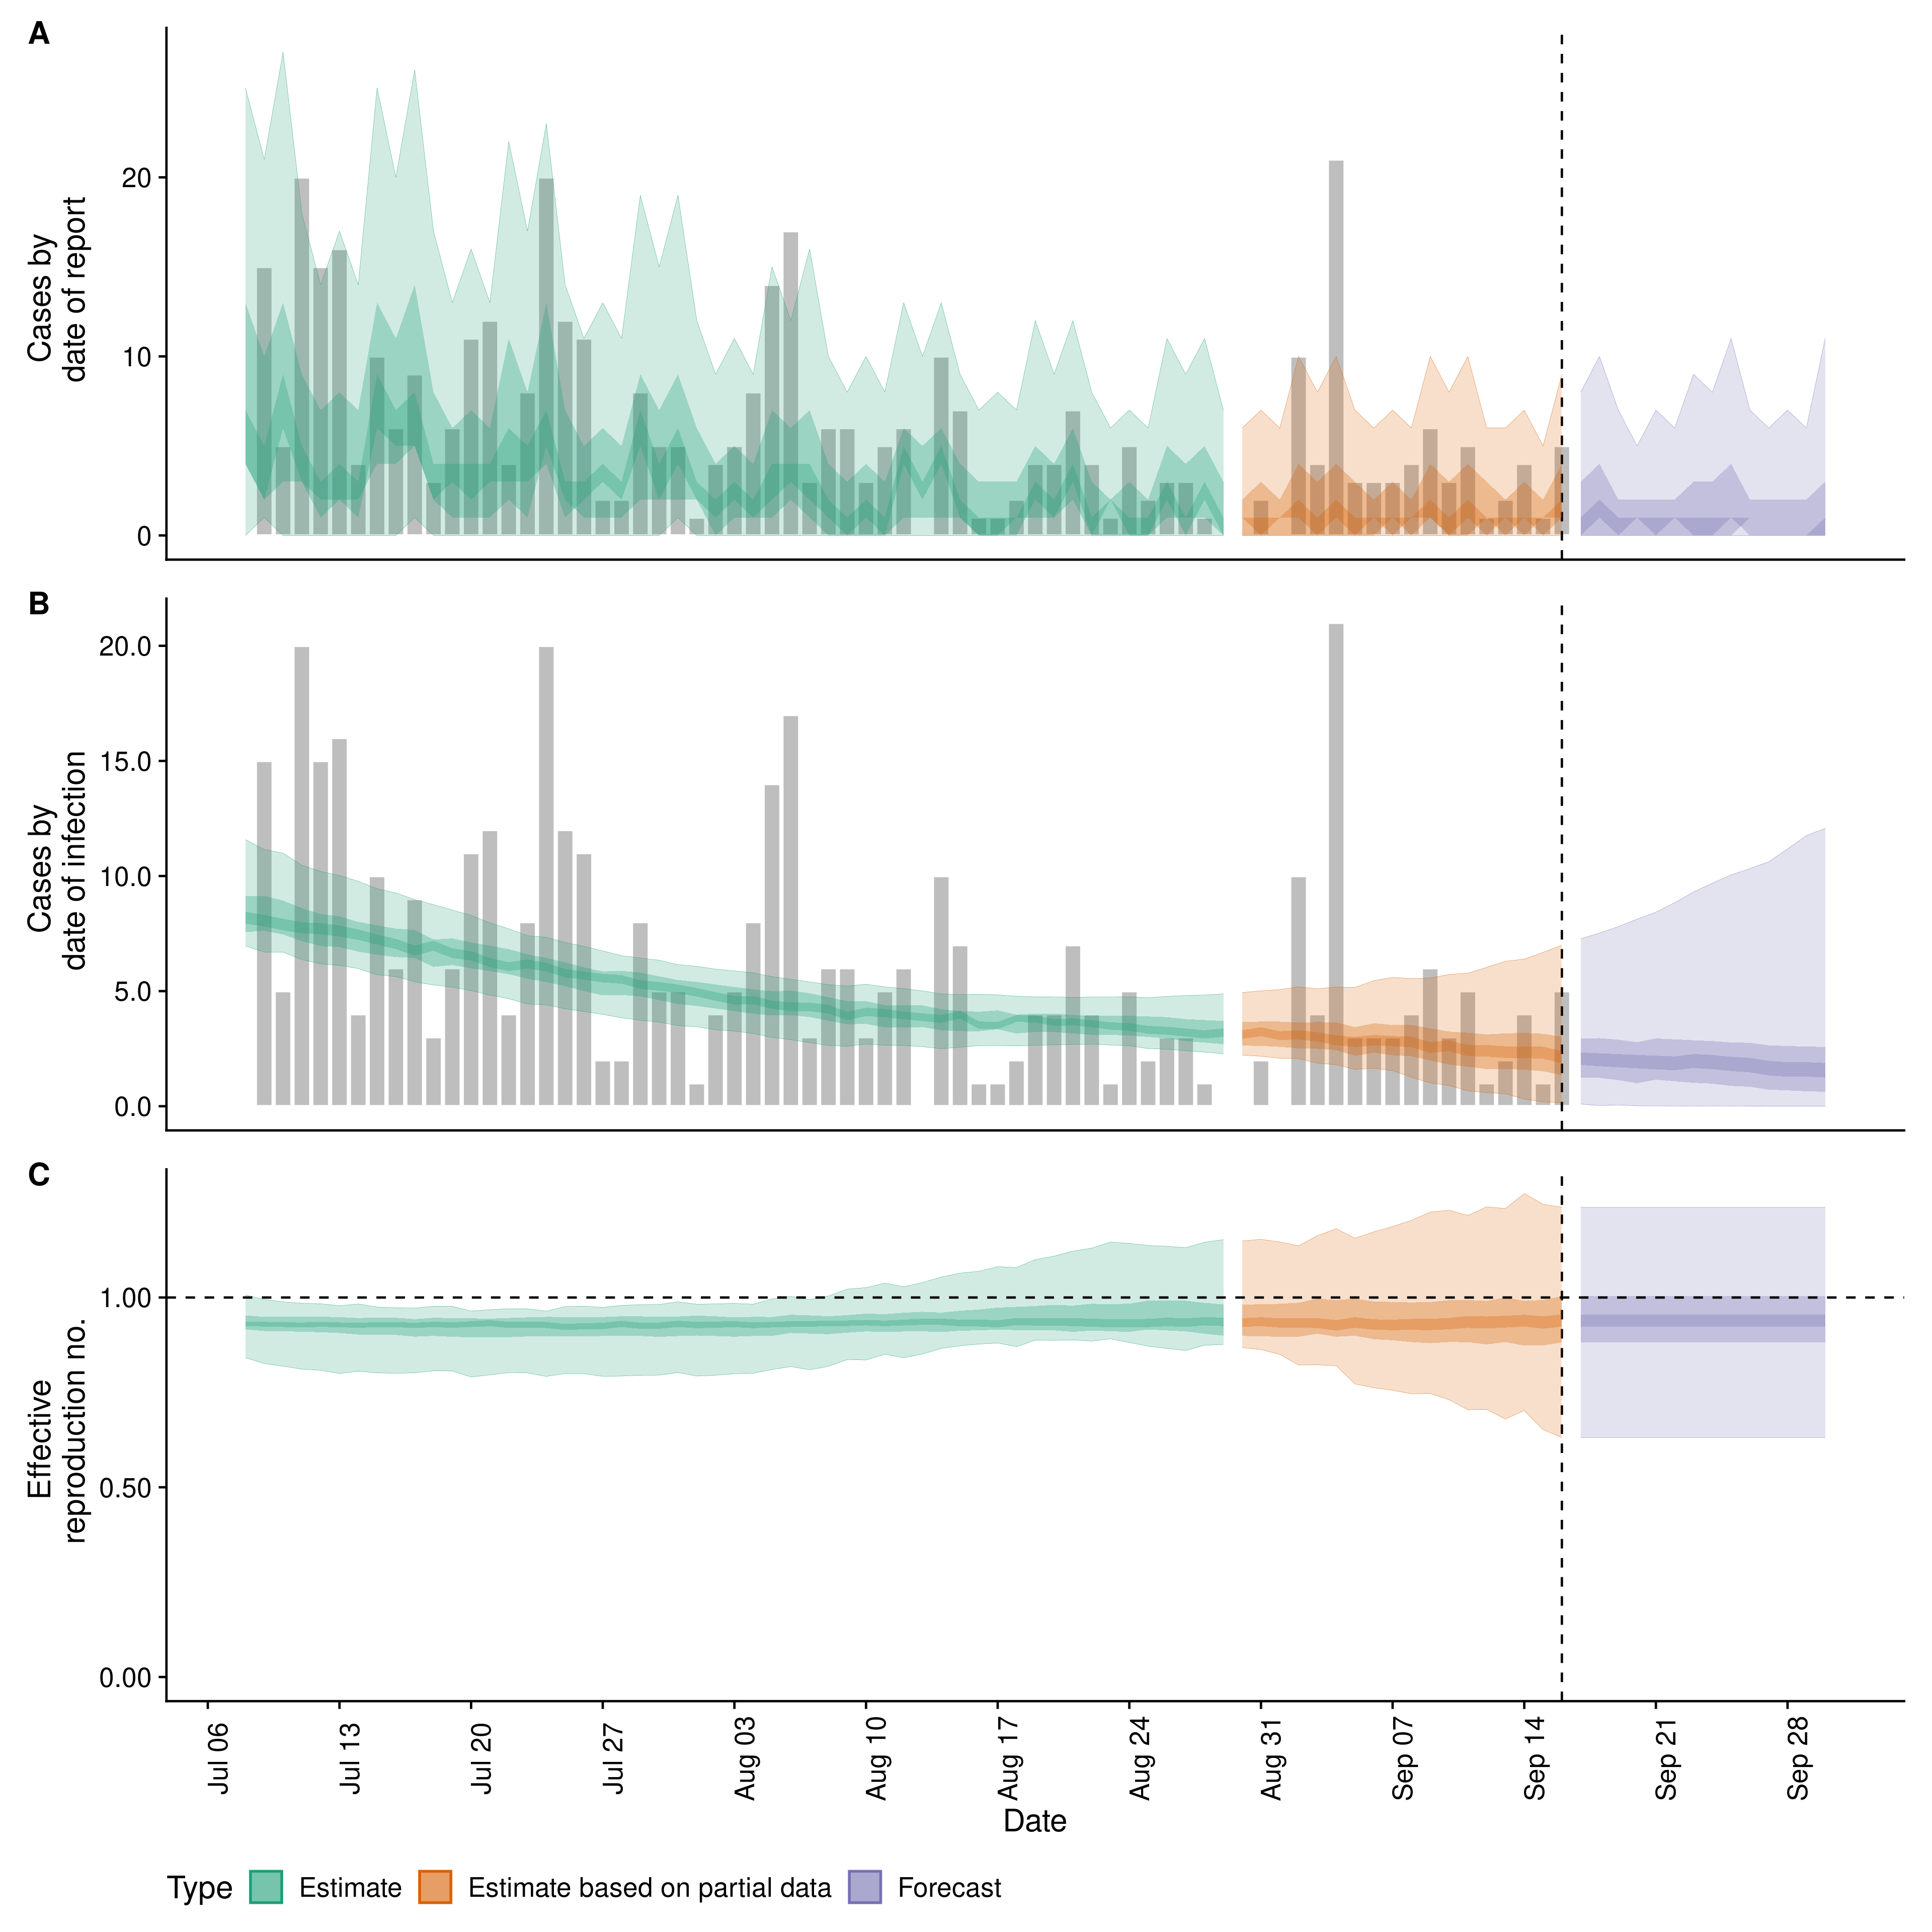 A
Cases by
date of report
20
10
0
B
Cases by
date of infection
20.0
15.0
10.0
5.0
0.0
C
Effective
reproduction no.
1.00
0.50
0.00
Jul 06
Jul 13
Jul 20
Jul 27
Aug 03
Aug 10
Aug 17
Aug 24
Aug 31
Sep 07
Sep 14
Sep 21
Sep 28
Date
Type Estimate Estimate based on partial data Forecast